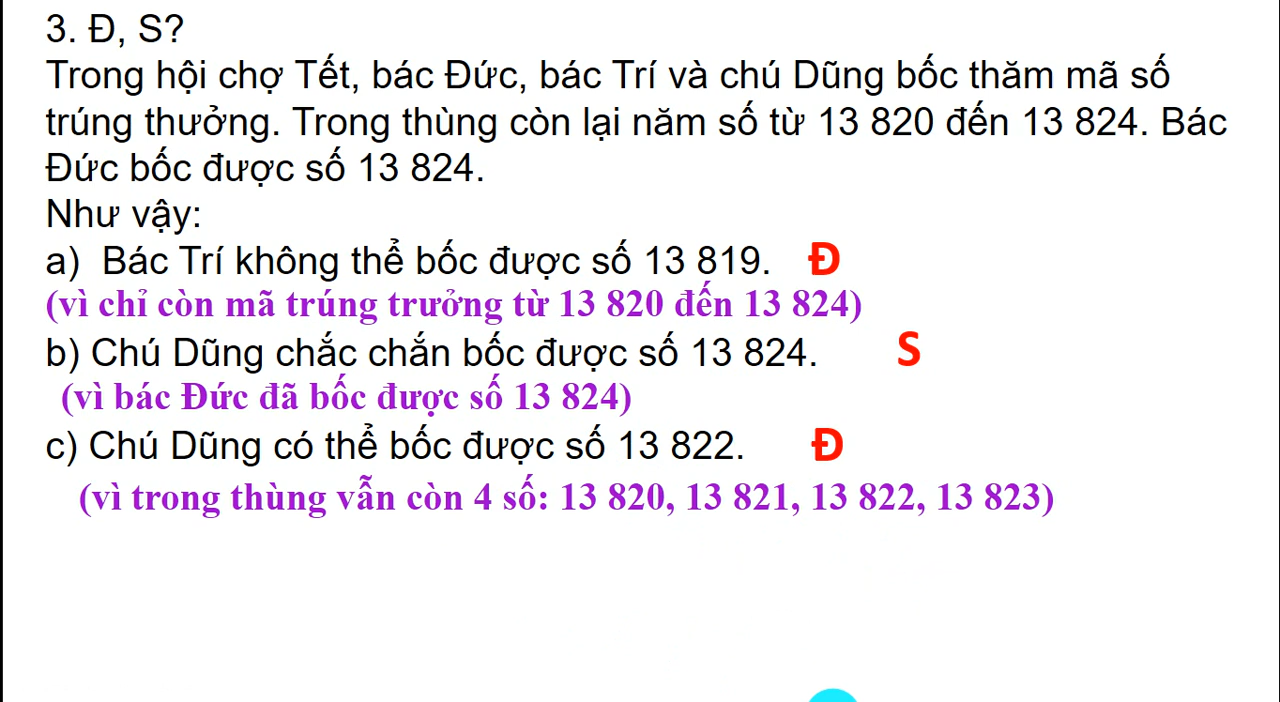 3. Đ, S?
Trong hội chợ Tết, bác Đức, bác Trí và chú Dũng bốc thăm mã số
trúng thưởng. Trong thùng còn lại năm số từ 13 820 đến 13 824. Bác
Đức bốc được số 13 824.
Như vậy:
a) Bác Trí không thể bốc được số 13 819. Đ
(vì chỉ còn mã trúng trưởng từ 13 820 đến 13 824)
b) Chú Dũng chắc chắn bốc được số 13 824. S
(vì bác Đức đã bốc được số 13 824)
c) Chú Dũng có thể bốc được số 13 822. Đ
(vì trong thùng vẫn còn 4 số: 13 820, 13 821, 13 822, 13 823)